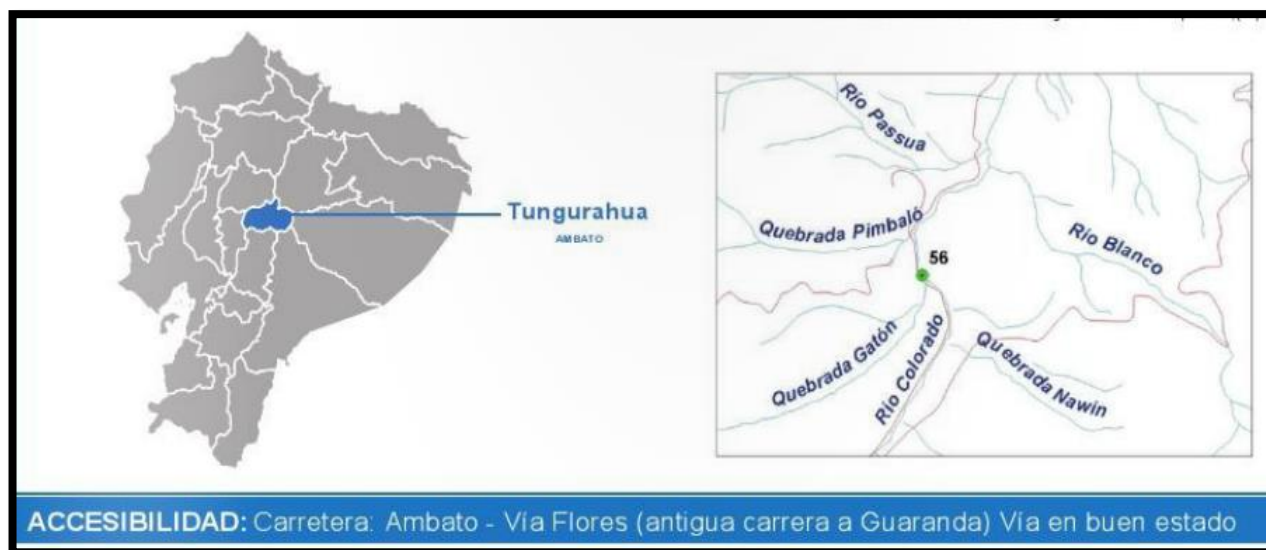 Tungurahua
AMBATO
Río Passua
Quebrada Pimbaló
56
Río Blanco
Quebrada Gatón
Río Colorado
Quebrada Nawin
ACCESIBILIDAD: Carretera: Ambato - Vía Flores (antigua carrera a Guaranda) Vía en buen estado